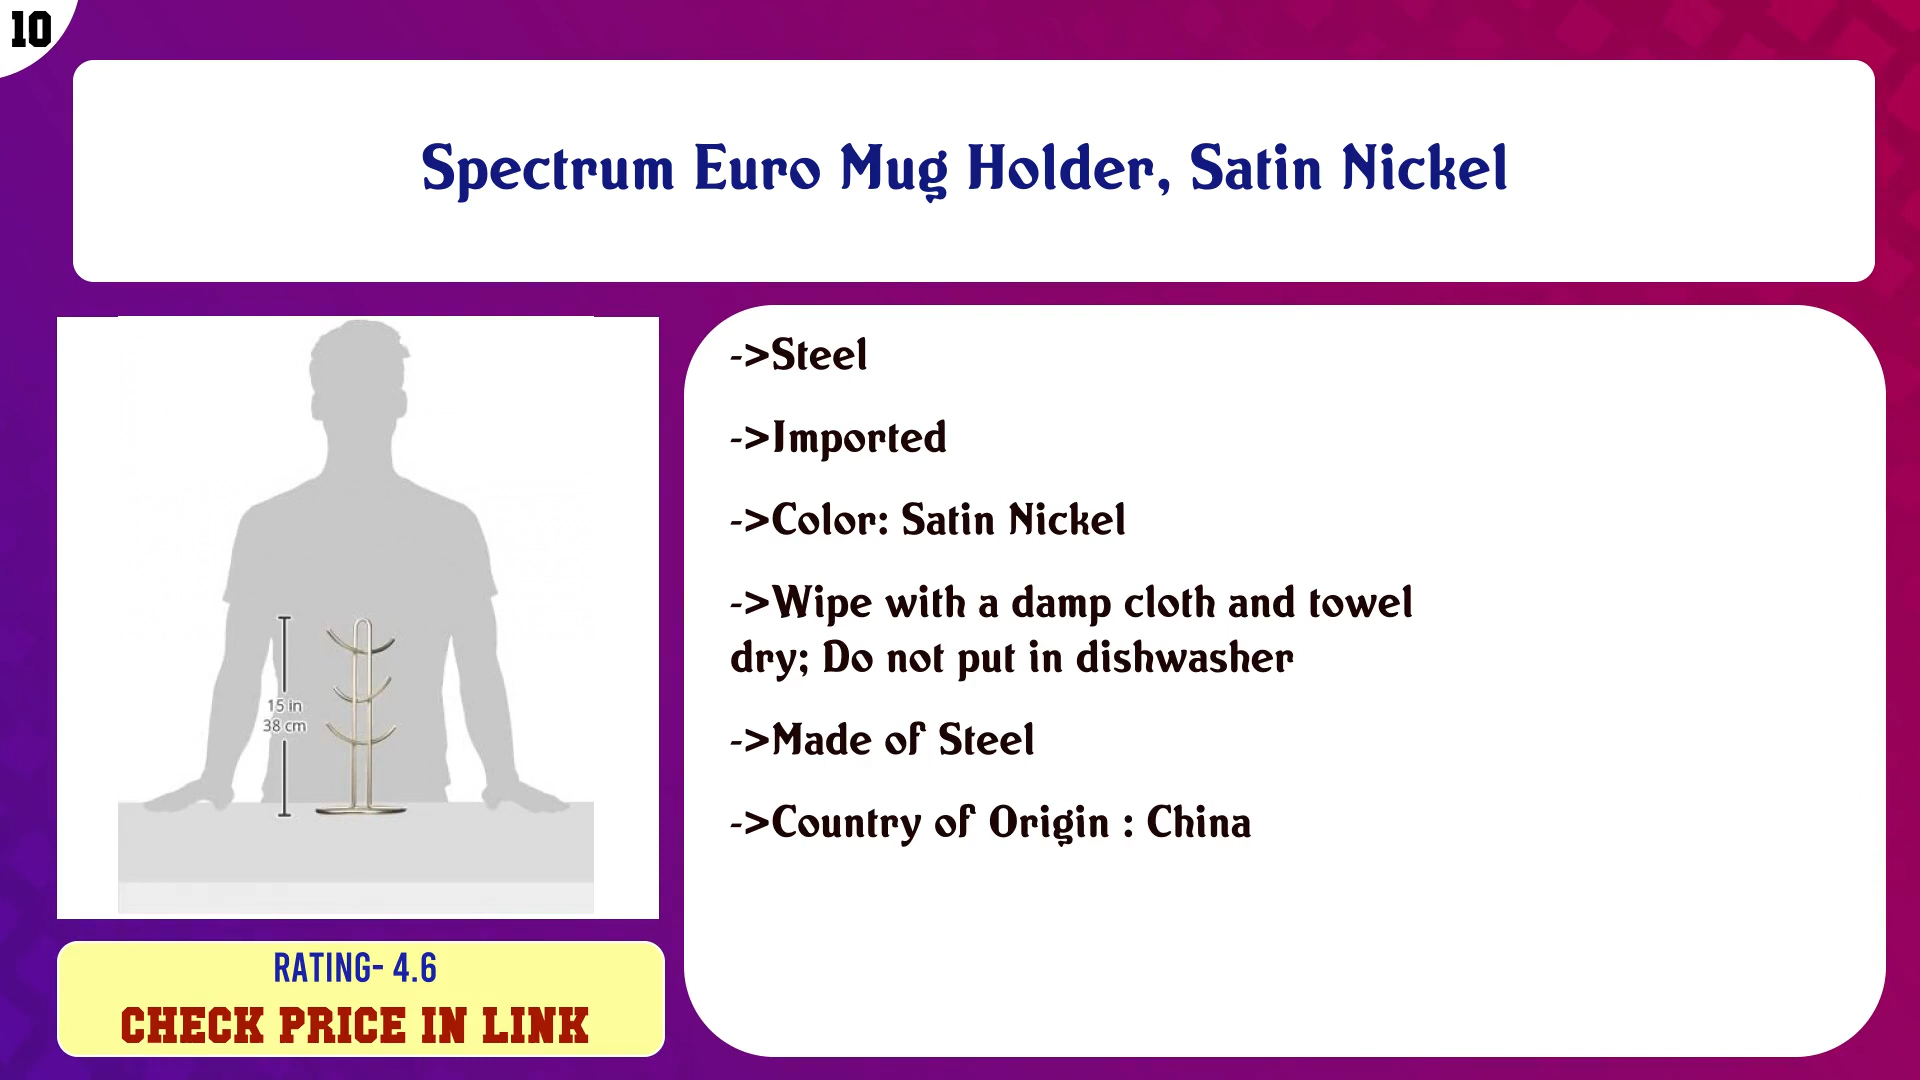 10
Spectrum Euro Mug Holder, Satin Nickel
->Steel
->Imported
->Color: Satin Nickel
->Wipe with a damp cloth and towel
dry; Do not put in dishwasher
->Made of Steel
->Country of Origin : China
15 in
38 cm
RATING- 4.6
CHECK PRICE IN LINK